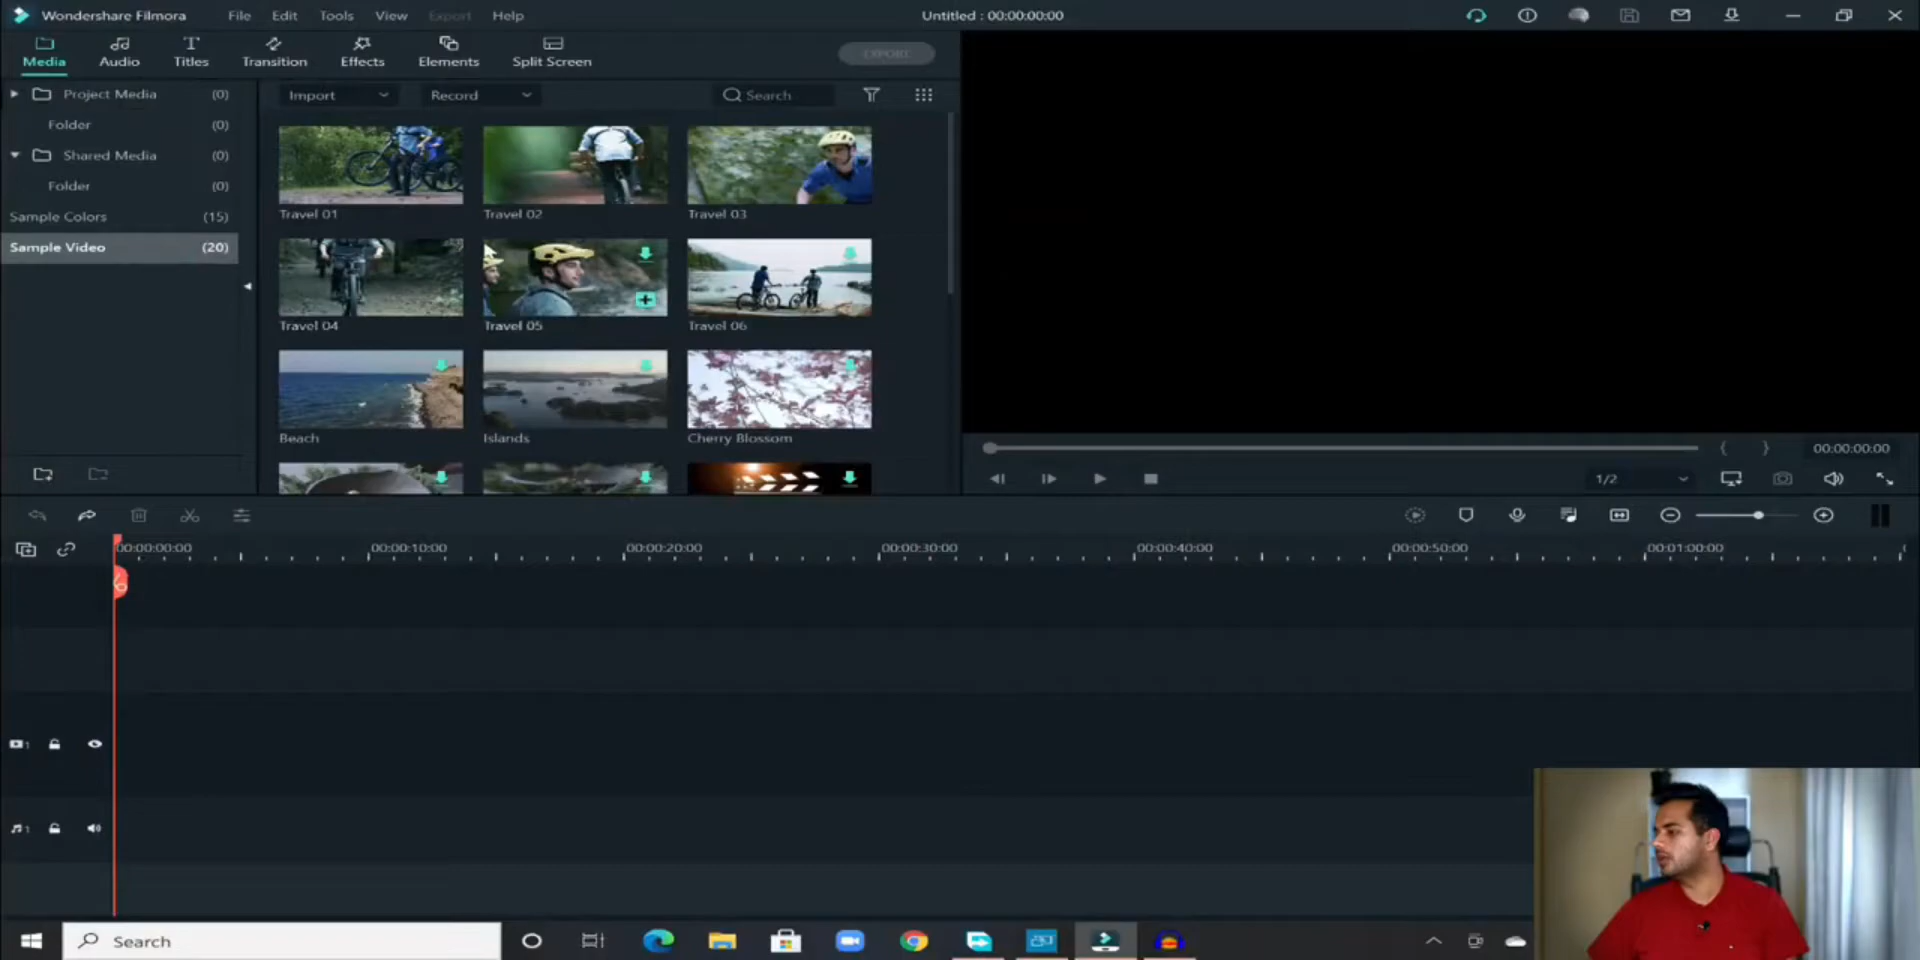 Wondershare Filmora File Edit Tools View Export Help Untitled : 00:00:00:00
Media Audio Titles Transition Effects Elements Split Screen EXPORT
Project Media (0)
Folder (0)
Shared Media (0)
Folder (0)
Sample Colors (15)
Sample Video (20)
Import Record Search
Travel 01 Travel 02 Travel 03
Travel 04 Travel 05 Travel 06
Beach Islands Cherry Blossom
00:00:00:00
1/2
00:00:00:00 00:00:10:00 00:00:20:00 00:00:30:00 00:00:40:00 00:00:50:00 00:01:00:00
1
1
Search